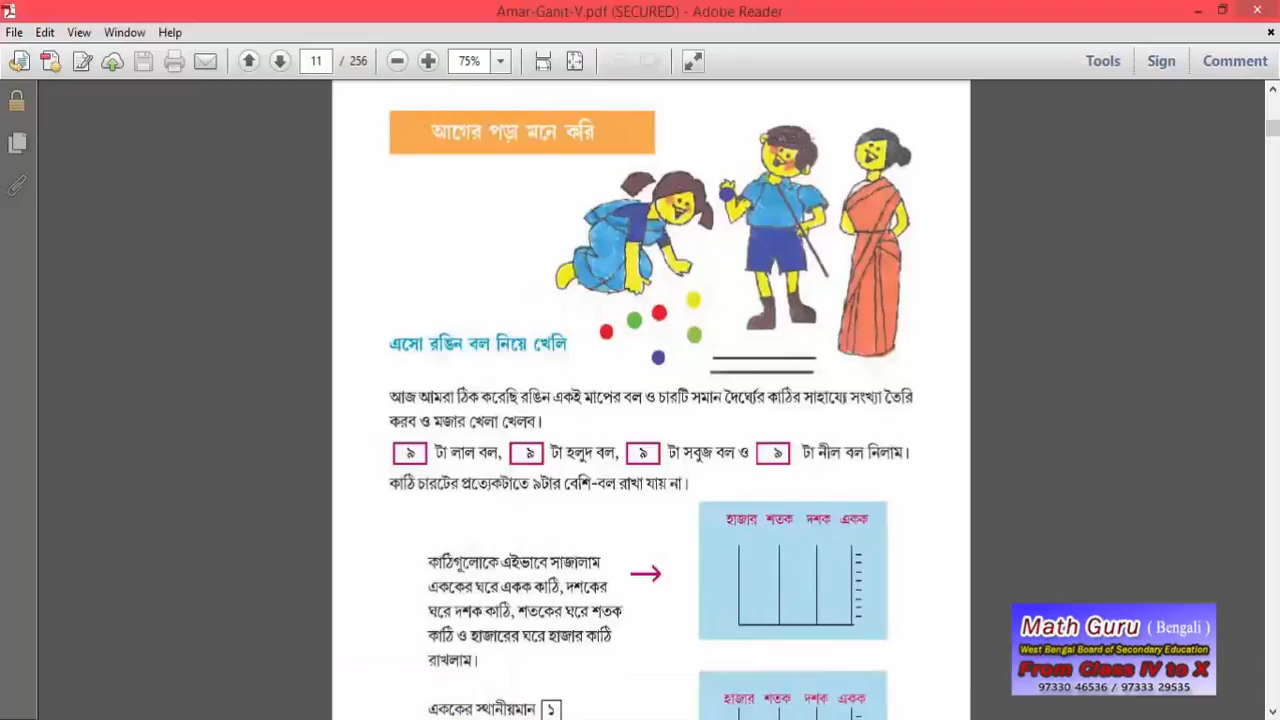 Amar-Ganit-V.pdf (SECURED) - Adobe Reader
File Edit View Window Help
11 / 256 75% Tools Sign Comment
আগের পড়া মনে করি
এসো রঙিন বল নিয়ে খেলি
আজ আমরা ঠিক করেছি রঙিন একই মাপের বল ও চারটি সমান দৈর্ঘ্যের কাঠির সাহায্যে সংখ্যা তৈরি
করব ও মজার খেলা খেলব।
৯ টা লাল বল, ৯ টা হলুদ বল, ৯ টা সবুজ বল ও ৯ টা নীল বল নিলাম।
কাঠি চারটের প্রত্যেকটাতে ৯টার বেশি-বল রাখা যায় না।
হাজার শতক দশক একক
কাঠিগুলোকে এইভাবে সাজালাম
এককের ঘরে একক কাঠি, দশকের
ঘরে দশক কাঠি, শতকের ঘরে শতক
কাঠি ও হাজারের ঘরে হাজার কাঠি
রাখলাম।
হাজার শতক দশক একক
এককের স্থানীয়মান ১
Math Guru ( Bengali )
West Bengal Board of Secondary Education
From Class IV to X
97330 46536 / 97333 29535